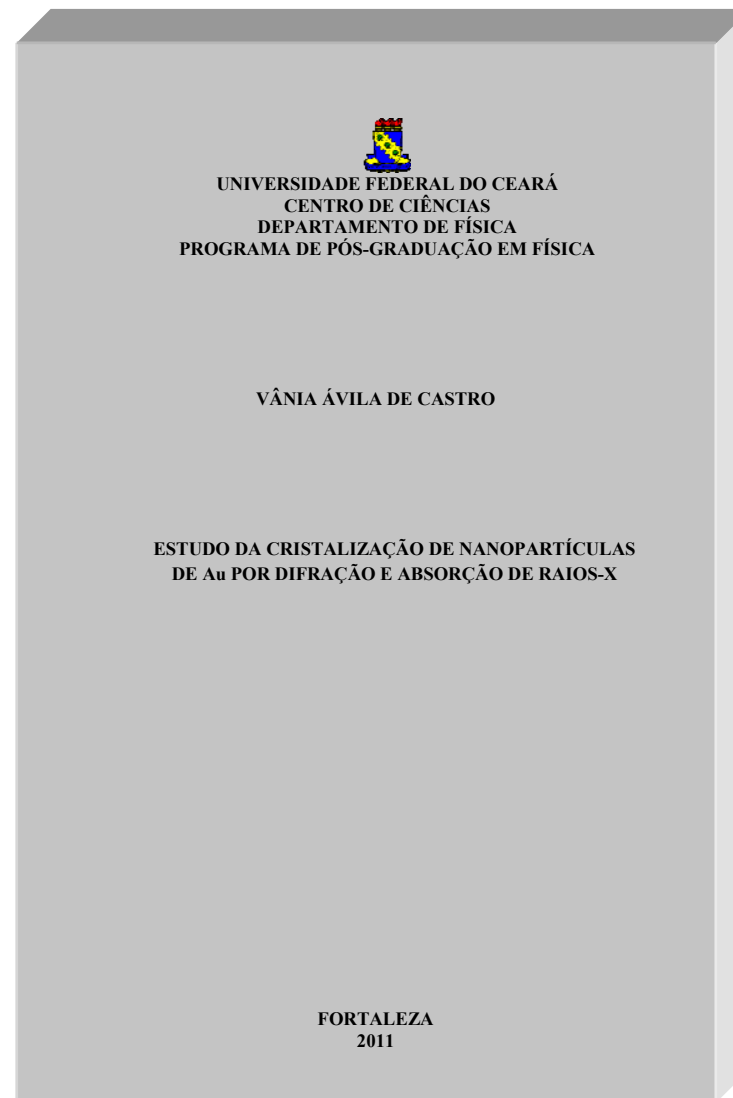 UNIVERSIDADE FEDERAL DO CEARÁ
CENTRO DE CIÊNCIAS
DEPARTAMENTO DE FÍSICA
PROGRAMA DE PÓS-GRADUAÇÃO EM FÍSICA
VÂNIA ÁVILA DE CASTRO
ESTUDO DA CRISTALIZAÇÃO DE NANOPARTÍCULAS
DE Au POR DIFRAÇÃO E ABSORÇÃO DE RAIOS-X
FORTALEZA
2011